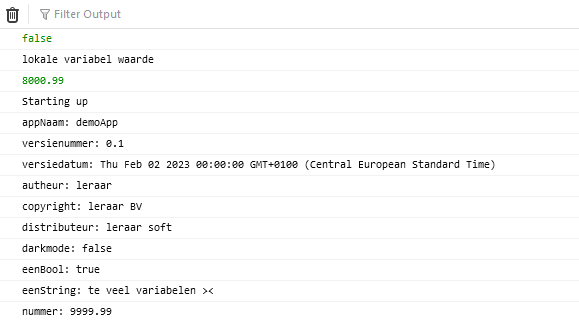 Filter Output
false
lokale variabel waarde
8000.99
Starting up
appNaam: demoApp
versienummer: 0.1
versiedatum: Thu Feb 02 2023 00:00:00 GMT+0100 (Central European Standard Time)
autheur: leraar
copyright: leraar BV
distributeur: leraar soft
darkmode: false
eenBool: true
eenString: te veel variabelen ><
nummer: 9999.99